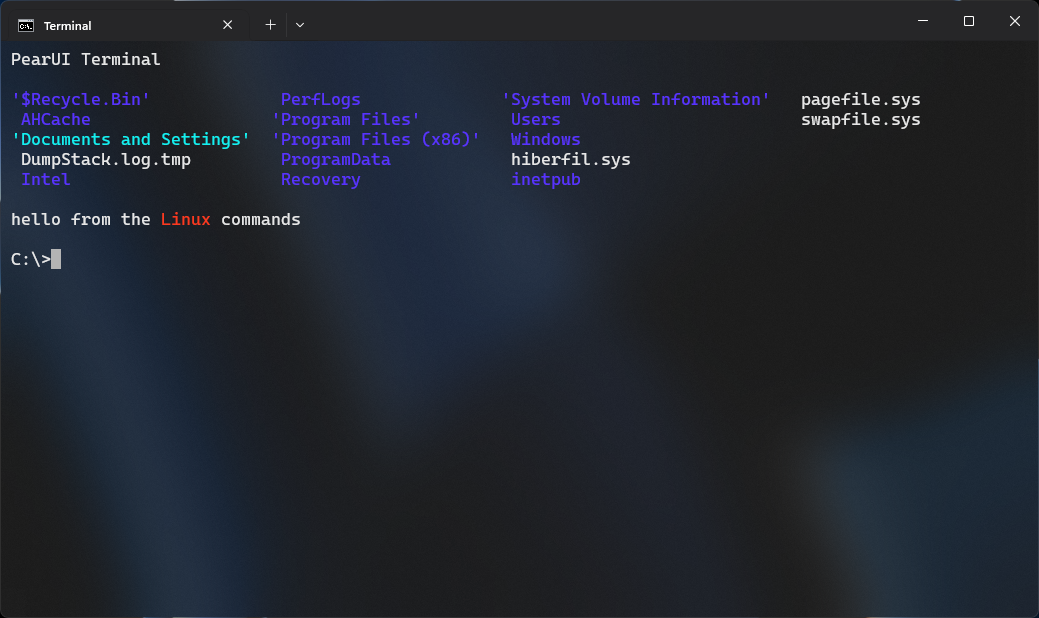 Terminal
PearUI Terminal
'$Recycle.Bin' PerfLogs 'System Volume Information' pagefile.sys
AHCache 'Program Files' Users swapfile.sys
'Documents and Settings' 'Program Files (x86)' Windows
DumpStack.log.tmp ProgramData hiberfil.sys
Intel Recovery inetpub
hello from the Linux commands
C:\>